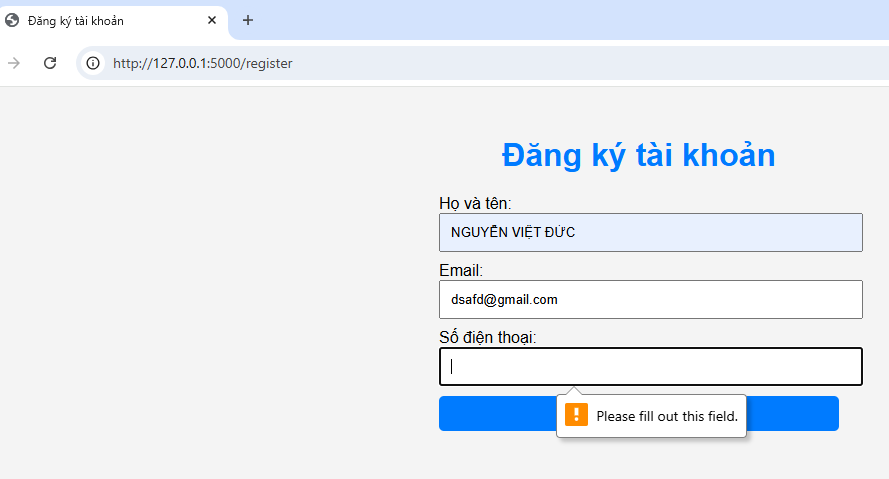 Đăng ký tài khoản
http://127.0.0.1:5000/register
Đăng ký tài khoản
Họ và tên:
NGUYỄN VIỆT ĐỨC
Email:
dsafd@gmail.com
Số điện thoại:
Please fill out this field.